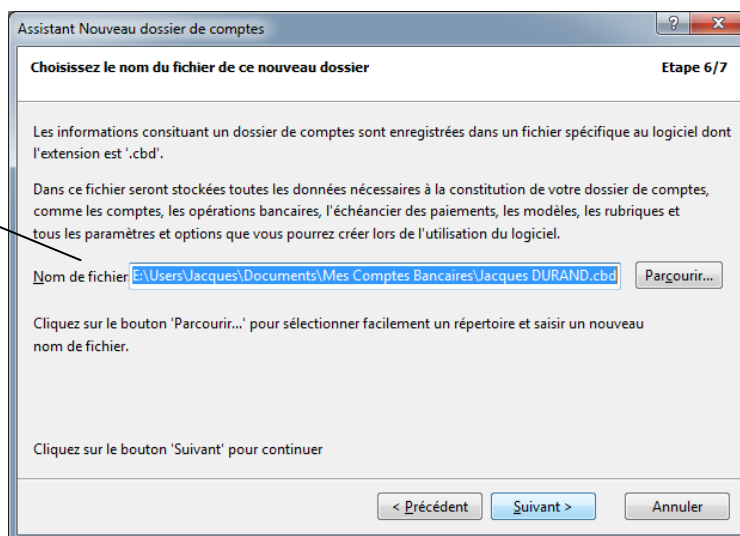 Assistant Nouveau dossier de comptes
Choisissez le nom du fichier de ce nouveau dossier
Etape 6/7
Les informations consituant un dossier de comptes sont enregistrées dans un fichier spécifique au logiciel dont
l'extension est '.cbd'.
Dans ce fichier seront stockées toutes les données nécessaires à la constitution de votre dossier de comptes,
comme les comptes, les opérations bancaires, l'échéancier des paiements, les modèles, les rubriques et
tous les paramètres et options que vous pourrez créer lors de l'utilisation du logiciel.
Nom de fichier E:\Users\Jacques\Documents\Mes Comptes Bancaires\Jacques DURAND.cbd Parcourir...
Cliquez sur le bouton 'Parcourir...' pour sélectionner facilement un répertoire et saisir un nouveau
nom de fichier.
Cliquez sur le bouton 'Suivant' pour continuer
< Précédent Suivant > Annuler